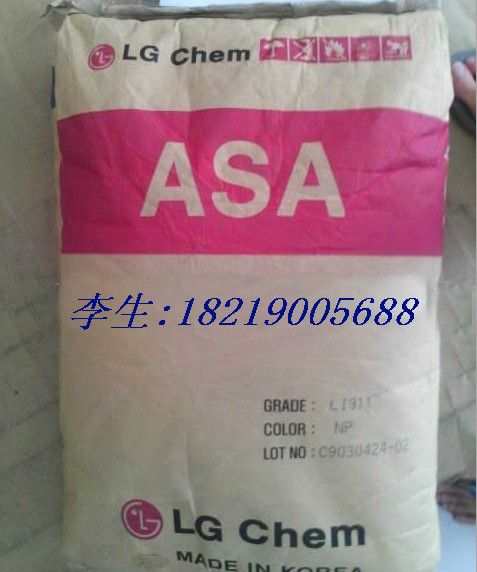 LG Chem
ASA
李生:18219005688
GRADE: LI911
COLOR: NP
LOT NO: C9030424-02
LG Chem
MADE IN KOREA